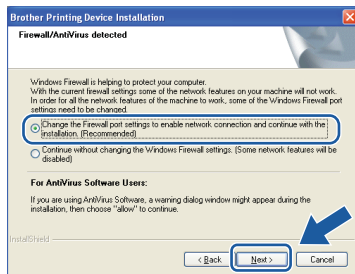 Brother Printing Device Installation
Firewall/AntiVirus detected
Windows Firewall is helping to protect your computer.
With the current firewall settings some of the network features on your machine will not work.
In order for all the network features of the machine to work, some of the Windows Firewall port
settings need to be changed.
Change the Firewall port settings to enable network connection and continue with the
installation. (Recommended)
Continue without changing the Windows Firewall settings. (Some network features will be
disabled)
For AntiVirus Software Users:
If you are using AntiVirus Software, a warning dialog window might appear during the
installation, then choose "allow" to continue.
InstallShield
< Back
Next >
Cancel